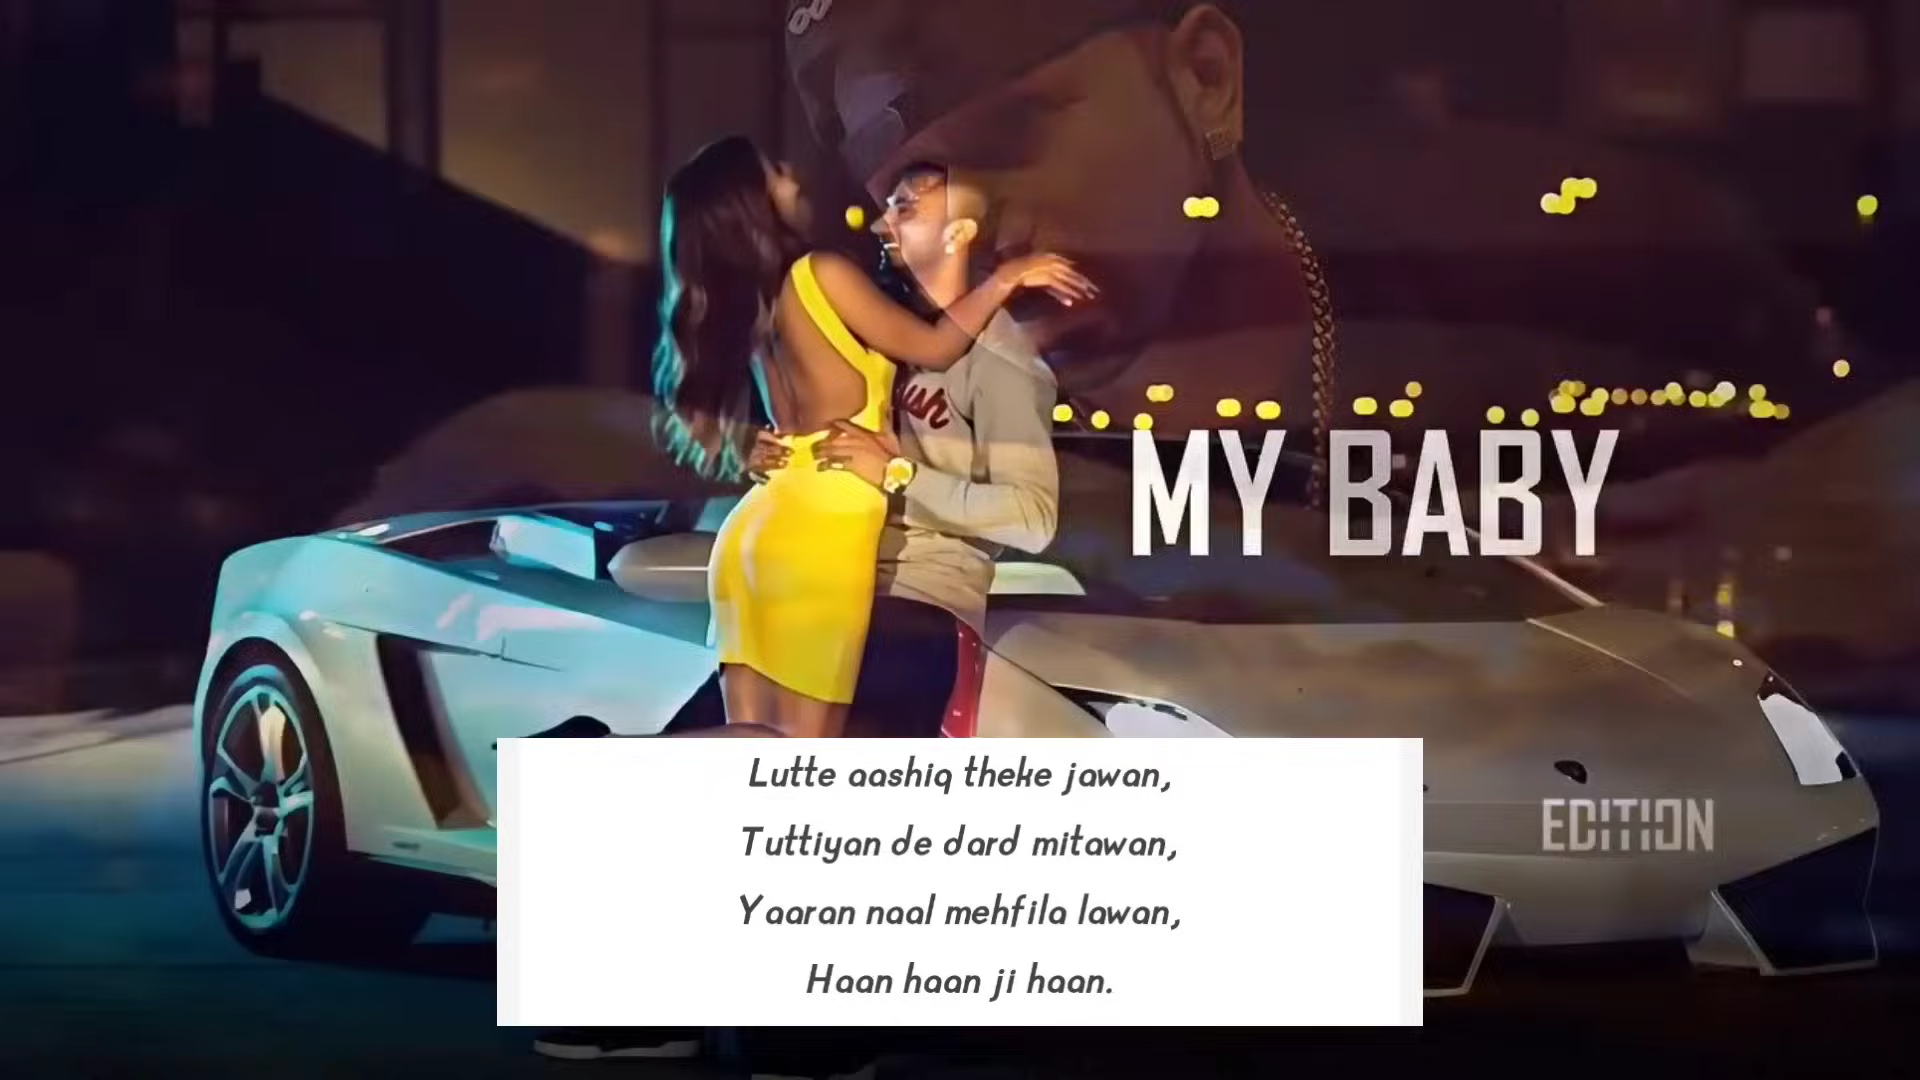 ush
MY BABY
Lutte aashiq theke jawan,
Tuttiyan de dard mitawan,
Yaaran naal mehfila lawan,
Haan haan ji haan.
EDITION